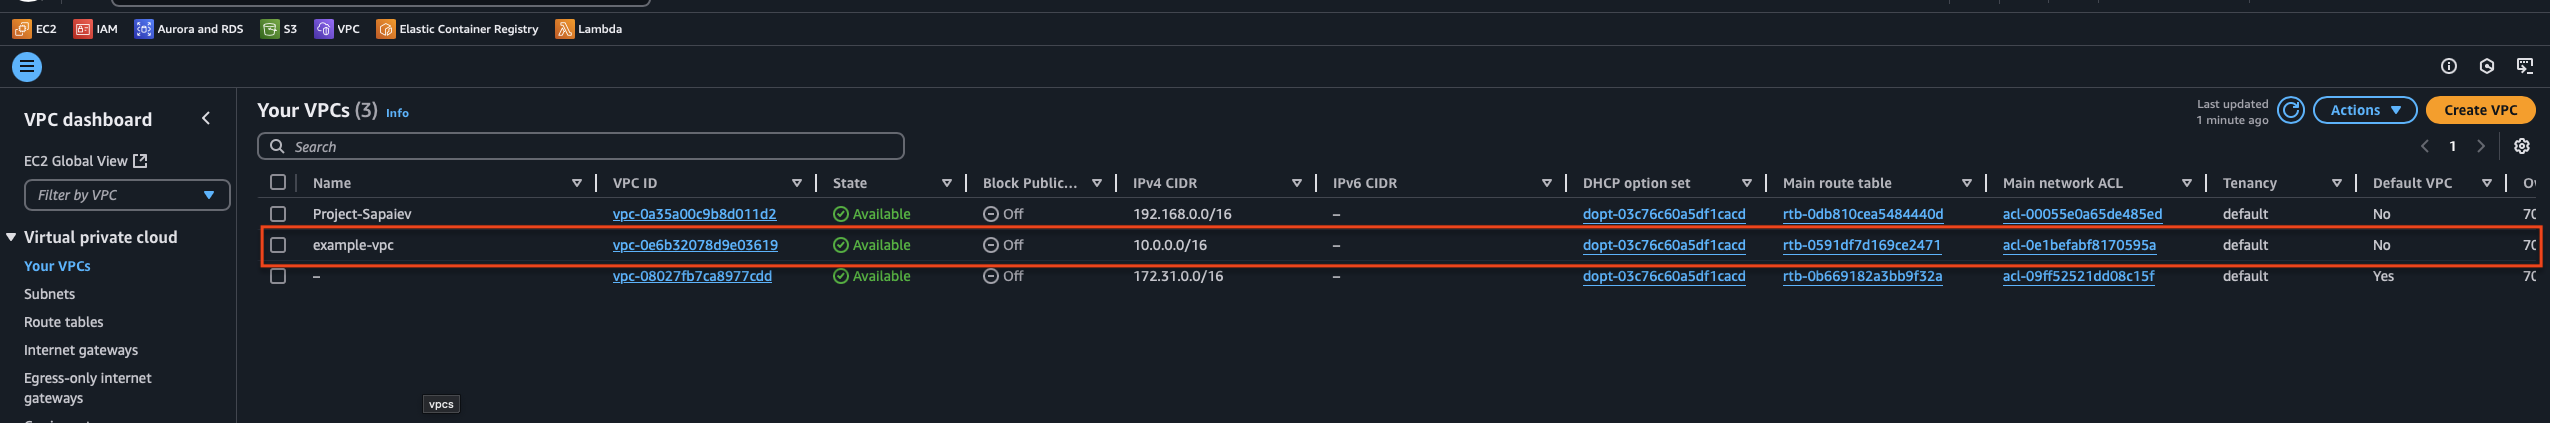 EC2 IAM Aurora and RDS S3 VPC Elastic Container Registry Lambda
VPC dashboard
EC2 Global View
Filter by VPC
Virtual private cloud
Your VPCs
Subnets
Route tables
Internet gateways
Egress-only internet
gateways
Your VPCs (3) Info
Last updated
1 minute ago
Actions
Create VPC
Search
1
Name VPC ID State Block Public... IPv4 CIDR IPv6 CIDR DHCP option set Main route table Main network ACL Tenancy Default VPC
Project-Sapaiev vpc-0a35a00c9b8d011d2 Available Off 192.168.0.0/16 – dopt-03c76c60a5df1cacd rtb-0db810cea5484440d acl-00055e0a65de485ed default No
example-vpc vpc-0e6b32078d9e03619 Available Off 10.0.0.0/16 – dopt-03c76c60a5df1cacd rtb-0591df7d169ce2471 acl-0e1befabf8170595a default No
– vpc-08027fb7ca8977cdd Available Off 172.31.0.0/16 – dopt-03c76c60a5df1cacd rtb-0b669182a3bb9f32a acl-09ff52521dd08c15f default Yes
vpcs